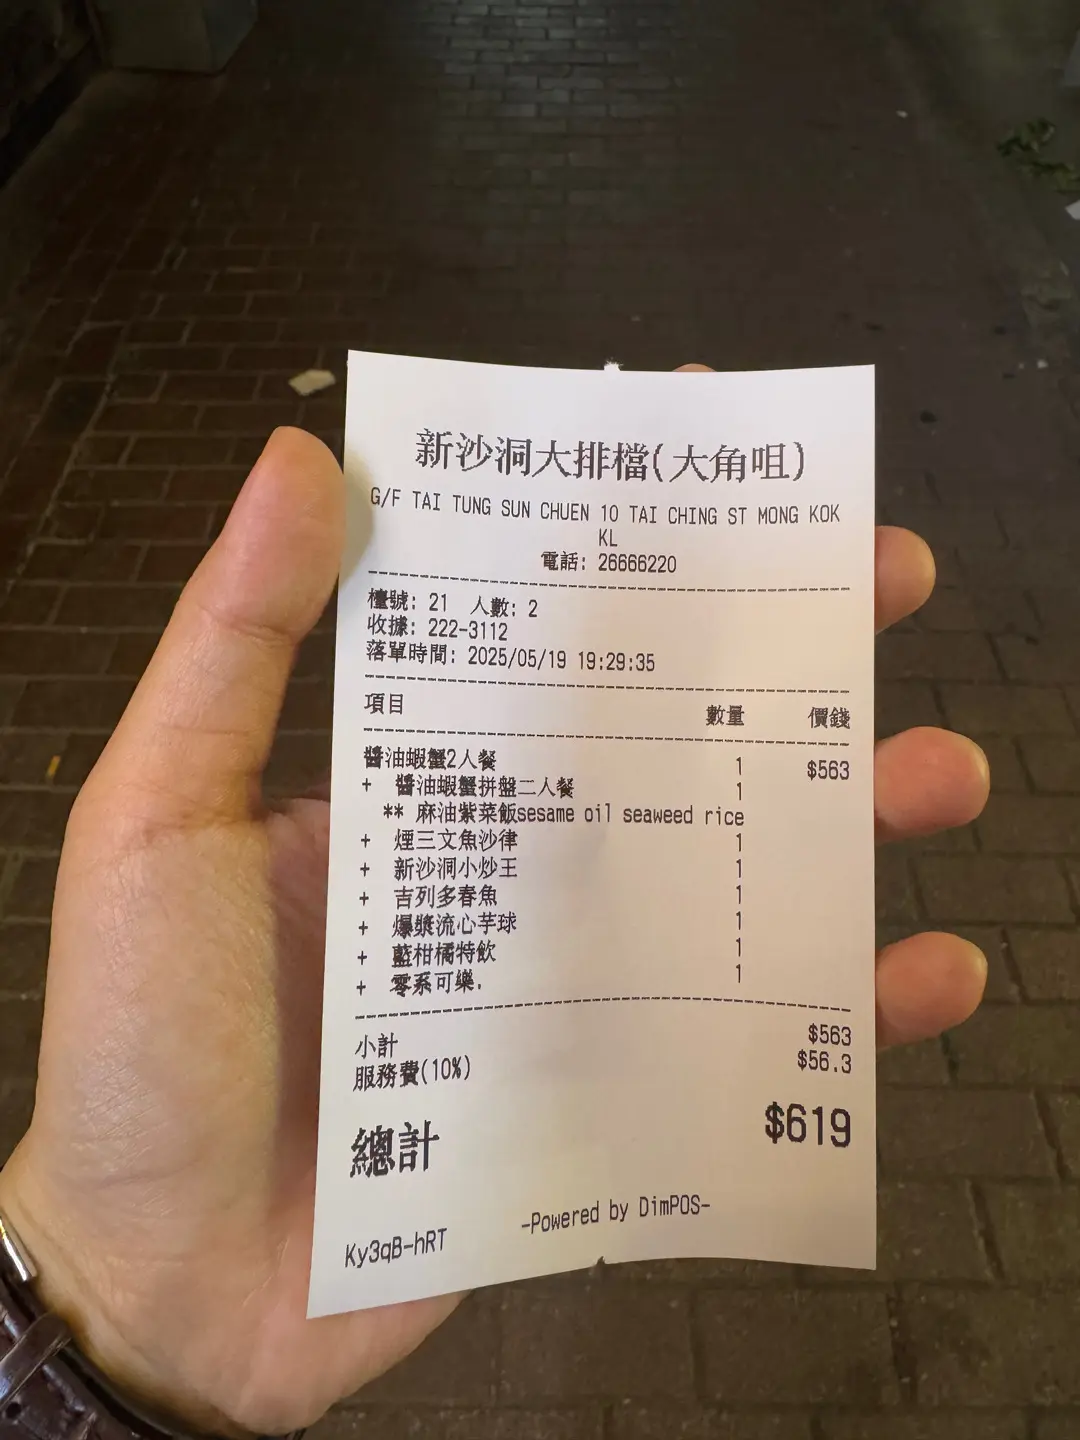 新沙洞大排檔(大角咀)
G/F TAI TUNG SUN CHUEN 10 TAI CHING ST MONG KOK
KL
電話: 26666220
檯號: 21 人數: 2
收據: 222-3112
落單時間: 2025/05/19 19:29:35
項目 數量 價錢
醬油蝦蟹2人餐 1 $563
+ 醬油蝦蟹拼盤二人餐 1
** 麻油紫菜飯sesame oil seaweed rice
+ 煙三文魚沙律 1
+ 新沙洞小炒王 1
+ 吉列多春魚 1
+ 爆漿流心芋球 1
+ 藍柑橘特飲 1
+ 零系可樂. 1
小計 $563
服務費(10%) $56.3
總計 $619
-Powered by DimPOS-
Ky3qB-hRT